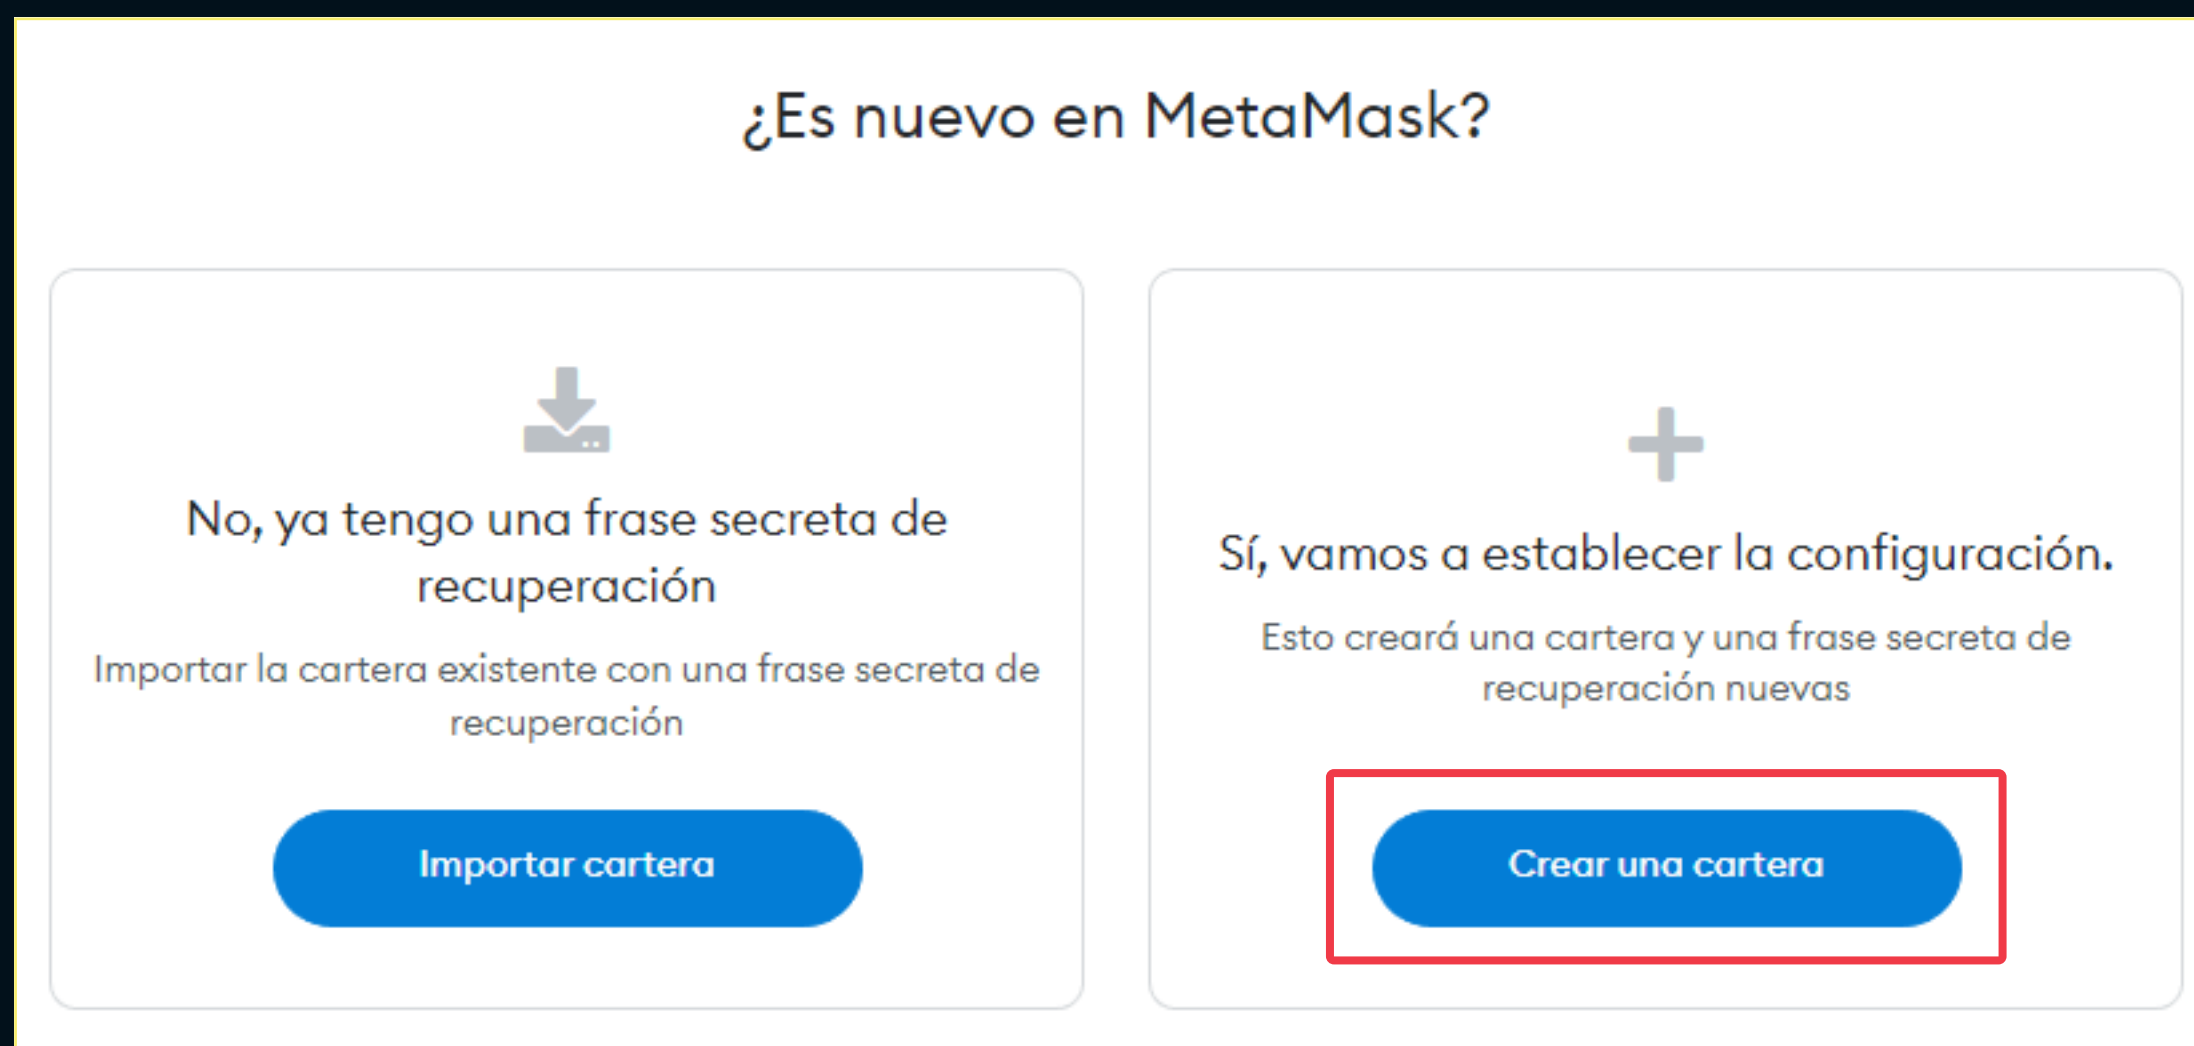 ¿Es nuevo en MetaMask?
No, ya tengo una frase secreta de
recuperación
Importar la cartera existente con una frase secreta de
recuperación
Importar cartera
Sí, vamos a establecer la configuración.
Esto creará una cartera y una frase secreta de
recuperación nuevas
Crear una cartera